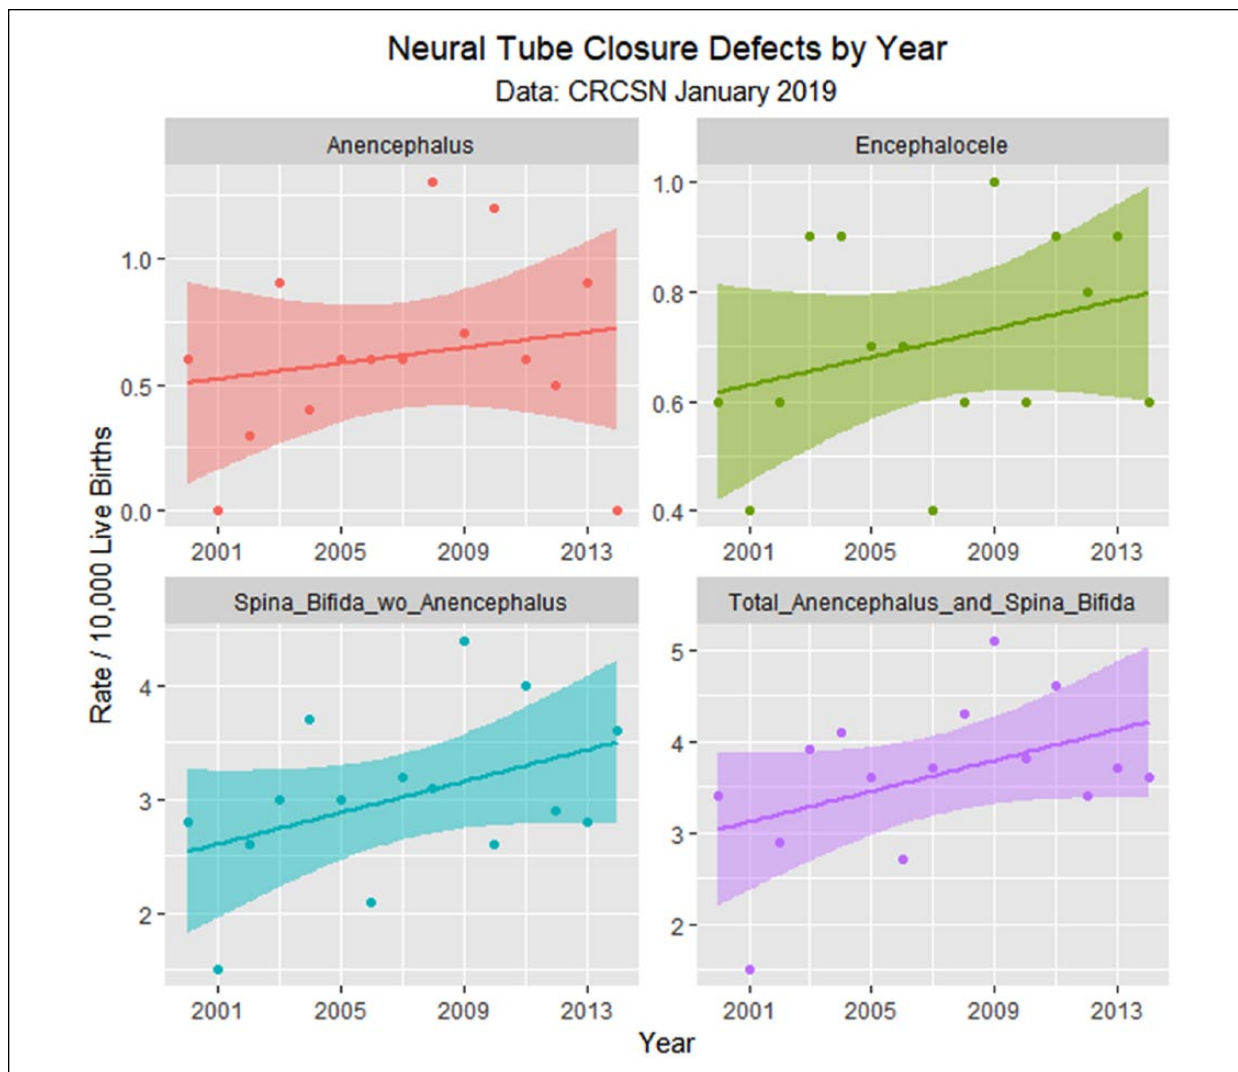 Neural Tube Closure Defects by Year
Data: CRCSN January 2019
Anencephalus
Encephalocele
1.0
0.5
0.0
1.0
0.8
0.6
0.4
2001 2005 2009 2013
2001 2005 2009 2013
Rate / 10,000 Live Births
Spina_Bifida_wo_Anencephalus
Total_Anencephalus_and_Spina_Bifida
4
3
2
5
4
3
2
2001 2005 2009 2013
2001 2005 2009 2013
Year